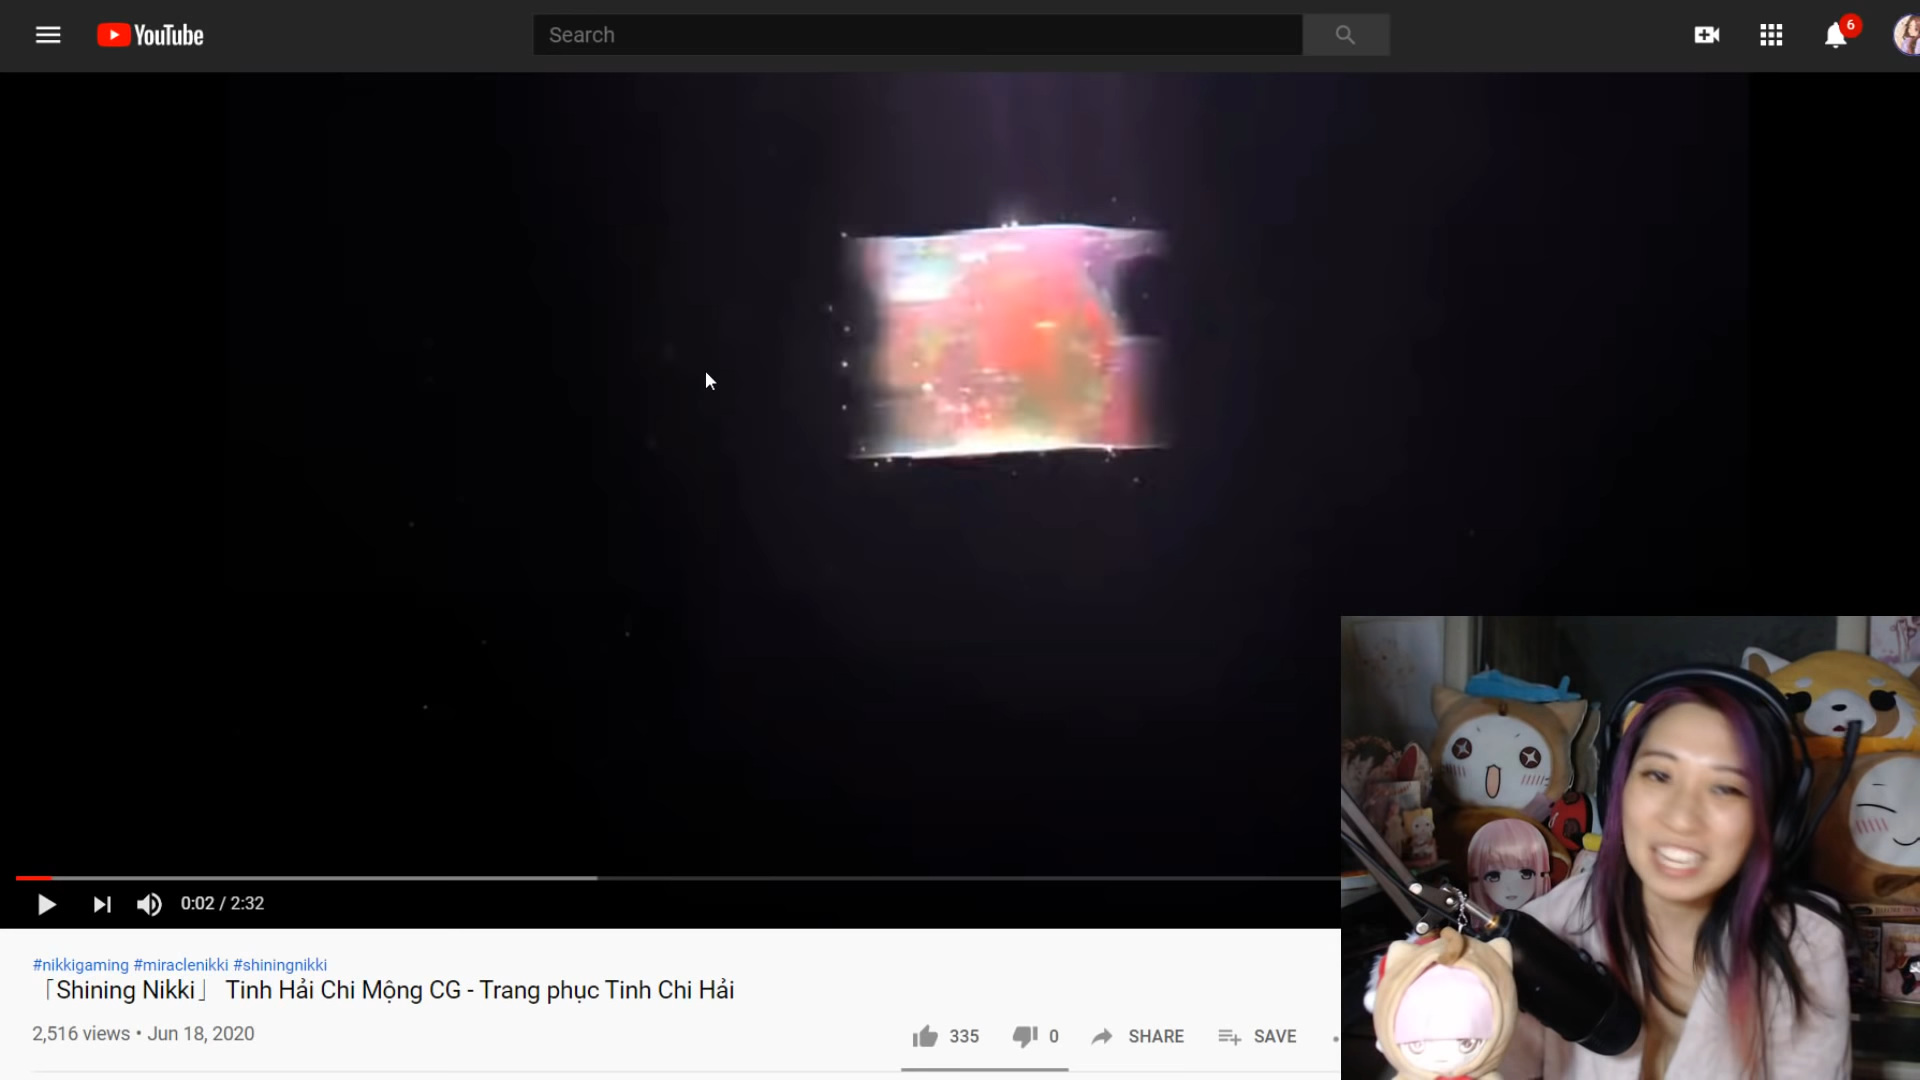 YouTube
Search
6
0:02 / 2:32
#nikkigaming #miraclenikki #shiningnikki
「Shining Nikki」 Tinh Hải Chi Mộng CG - Trang phục Tinh Chi Hải
2,516 views • Jun 18, 2020
335
0
SHARE
SAVE